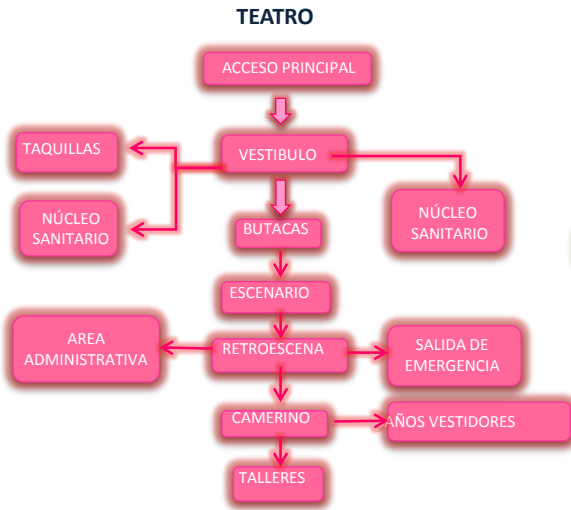 TEATRO
ACCESO PRINCIPAL
VESTIBULO
TAQUILLAS
NÚCLEO
SANITARIO
NÚCLEO
SANITARIO
BUTACAS
ESCENARIO
RETROESCENA
AREA
ADMINISTRATIVA
SALIDA DE
EMERGENCIA
CAMERINO
AÑOS VESTIDORES
TALLERES